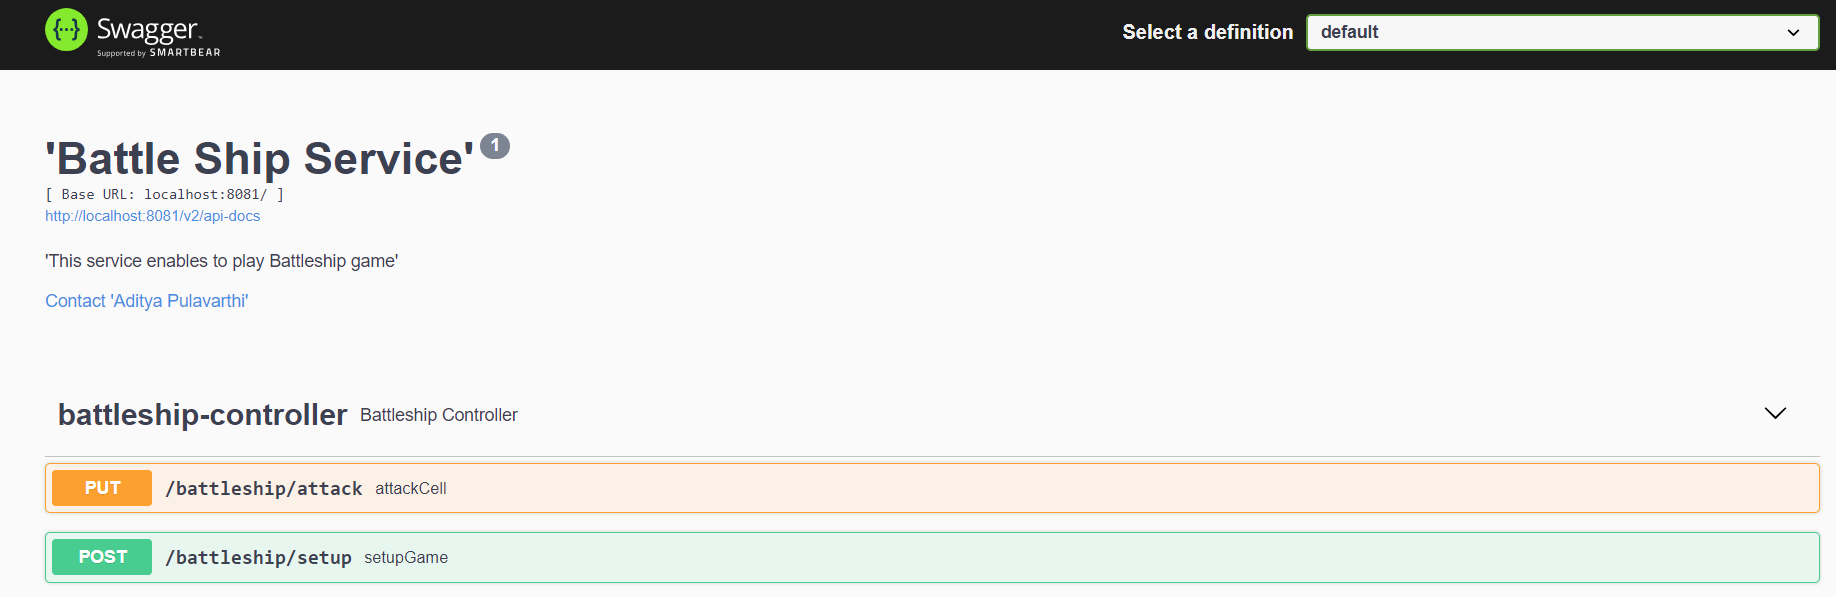 Swagger
Supported by SMARTBEAR
Select a definition
default
'Battle Ship Service' 1
[ Base URL: localhost:8081/ ]
http://localhost:8081/v2/api-docs
'This service enables to play Battleship game'
Contact 'Aditya Pulavarthi'
battleship-controller Battleship Controller
PUT /battleship/attack attackCell
POST /battleship/setup setupGame